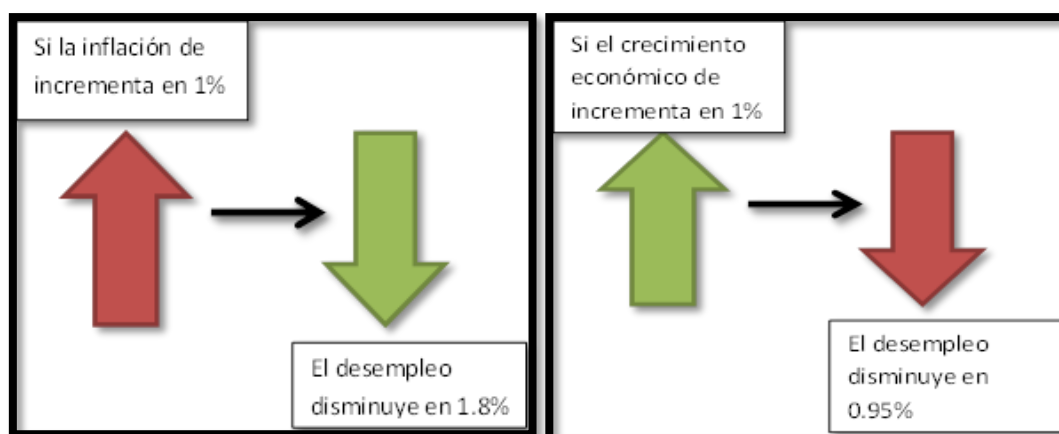 Si la inflación de
incrementa en 1%
El desempleo
disminuye en 1.8%
Si el crecimiento
económico de
incrementa en 1%
El desempleo
disminuye en
0.95%